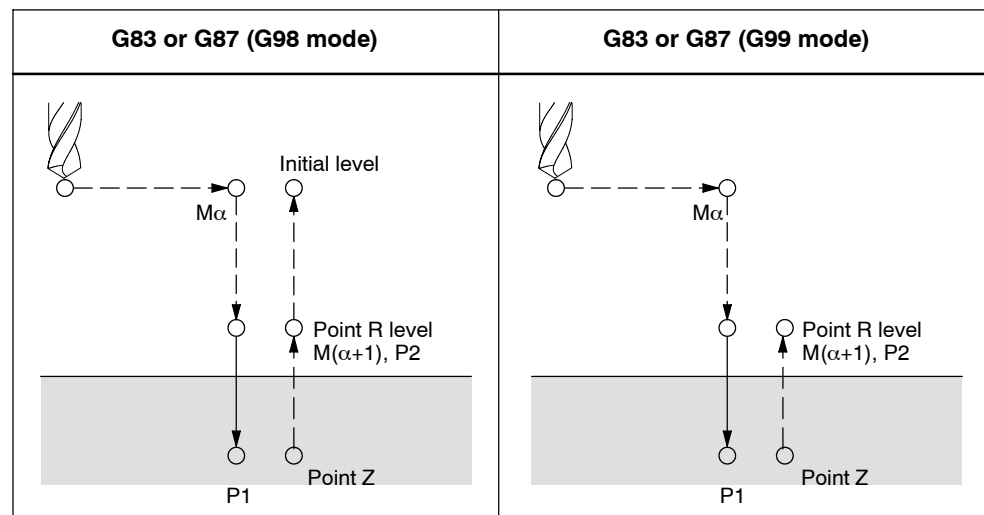 G83 or G87 (G98 mode)
G83 or G87 (G99 mode)
Initial level
Mα
Point R level
M(α+1), P2
Point Z
P1
Mα
Point R level
M(α+1), P2
Point Z
P1